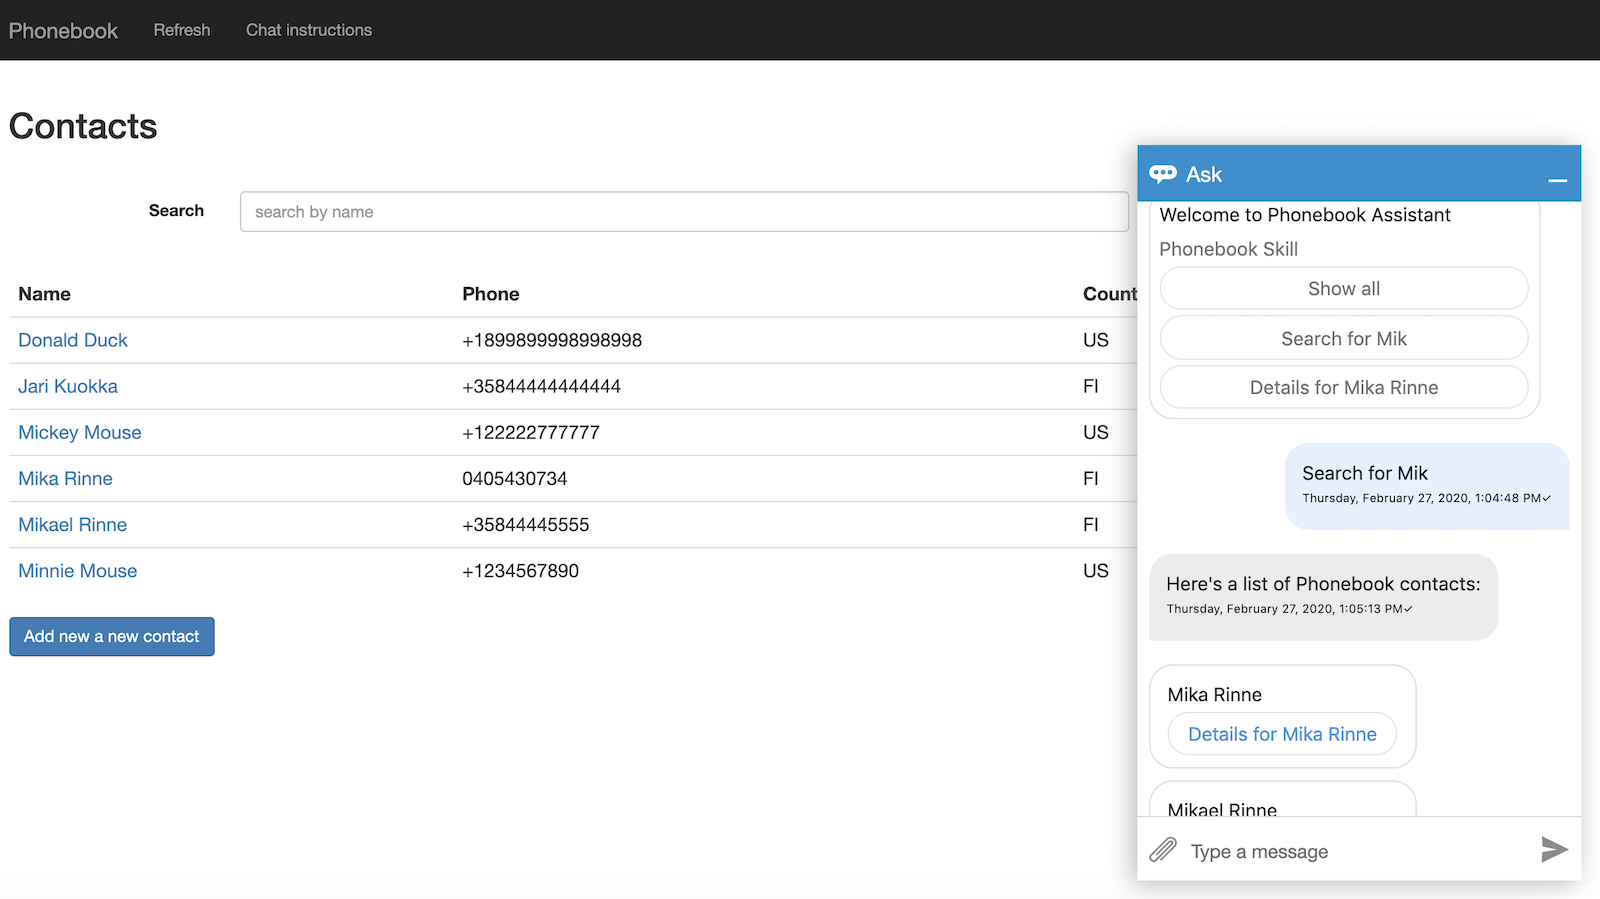 Phonebook Refresh Chat instructions
Contacts
Search search by name
Name Phone Count
Donald Duck +1899899998998998 US
Jari Kuokka +35844444444444 FI
Mickey Mouse +122222777777 US
Mika Rinne 0405430734 FI
Mikael Rinne +35844445555 FI
Minnie Mouse +1234567890 US
Add new a new contact
Ask
Welcome to Phonebook Assistant
Phonebook Skill
Show all
Search for Mik
Details for Mika Rinne
Search for Mik
Thursday, February 27, 2020, 1:04:48 PM✓
Here's a list of Phonebook contacts:
Thursday, February 27, 2020, 1:05:13 PM✓
Mika Rinne
Details for Mika Rinne
Mikael Rinne
Type a message